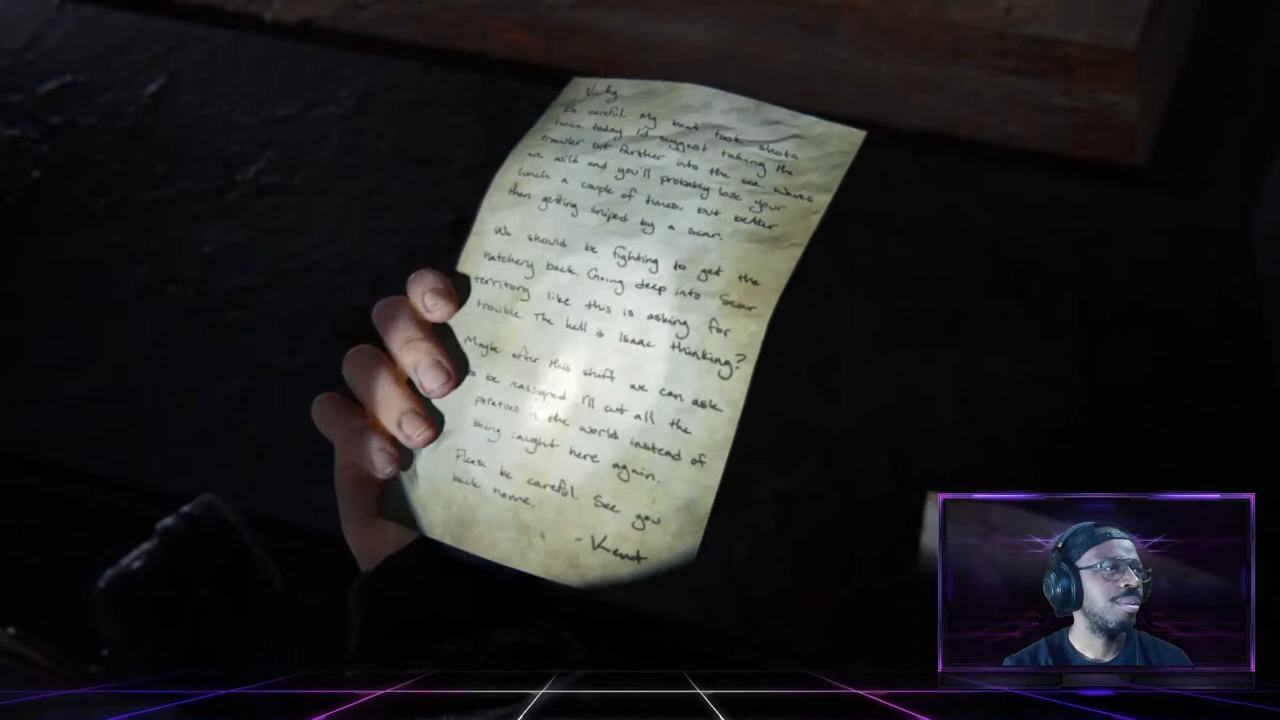 Vicky
Be careful. My boat took shots
twice today. I'd suggest taking the
trawler out farther into the sea. Waves
are wild and you'll probably lose your
lunch a couple of times, but better
than getting sniped by a scar.
We should be fighting to get the
hatchery back. Going deep into Scar
territory like this is asking for
trouble. The hell is Isaac thinking?
Maybe after this shift we can ask
to be reassigned. I'll cut all the
potatoes in the world instead of
being caught here again.
Please be careful. See you
back home.
- Kent